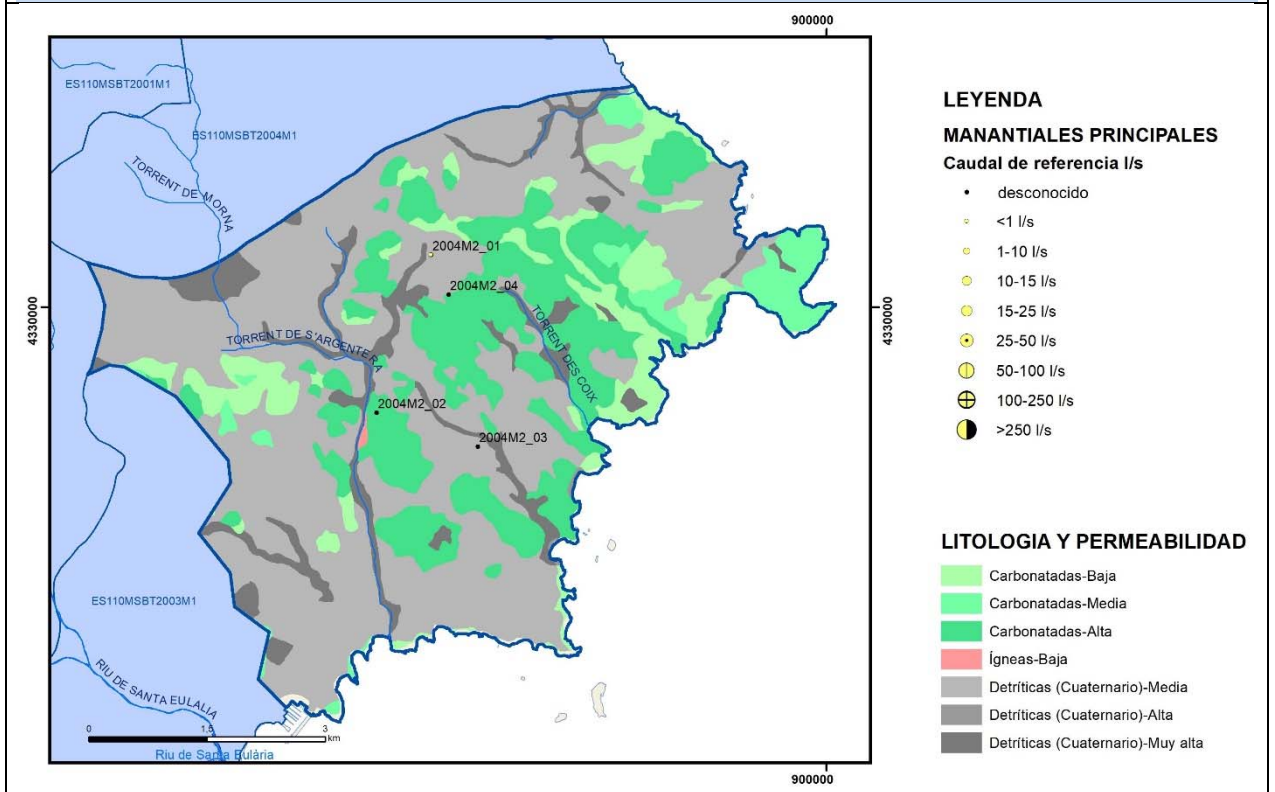 900000
ES110MSBT2001M1
ES110MSBT2004M1
TORRENT DE MORNA
2004M2_01
2004M2_04
4330000
4330000
TORRENT DE S'ARGENTERA
TORRENT DES COIX
2004M2_02
2004M2_03
ES110MSBT2003M1
RIU DE SANTA EULALIA
0 1,5 3
km
Riu de Santa Eulària
900000
LEYENDA
MANANTIALES PRINCIPALES
Caudal de referencia l/s
desconocido
<1 l/s
1-10 l/s
10-15 l/s
15-25 l/s
25-50 l/s
50-100 l/s
100-250 l/s
>250 l/s
LITOLOGIA Y PERMEABILIDAD
Carbonatadas-Baja
Carbonatadas-Media
Carbonatadas-Alta
Ígneas-Baja
Detríticas (Cuaternario)-Media
Detríticas (Cuaternario)-Alta
Detríticas (Cuaternario)-Muy alta